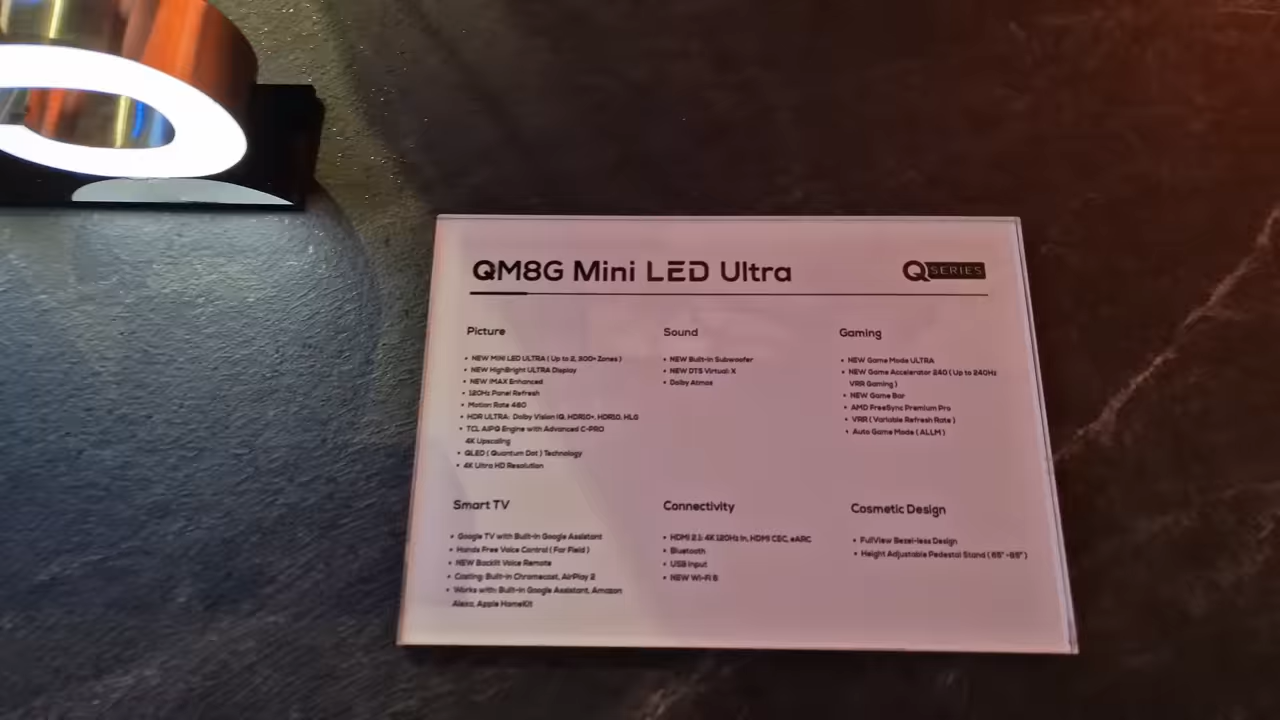 QM8G Mini LED Ultra
Q SERIES
Picture
• NEW MINI LED ULTRA ( Up to 2, 300+ Zones )
• NEW HighBright ULTRA Display
• NEW IMAX Enhanced
• 120Hz Panel Refresh
• Motion Rate 480
• HDR ULTRA: Dolby Vision IQ, HDR10+, HDR10, HLG
• TCL AIPQ Engine with Advanced C-PRO
4K Upscaling
• QLED ( Quantum Dot ) Technology
• 4K Ultra HD Resolution
Sound
• NEW Built-in Subwoofer
• NEW DTS Virtual: X
• Dolby Atmos
Gaming
• NEW Game Mode ULTRA
• NEW Game Accelerator 240 ( Up to 240Hz
VRR Gaming )
• NEW Game Bar
• AMD FreeSync Premium Pro
• VRR ( Variable Refresh Rate )
• Auto Game Mode ( ALLM )
Smart TV
• Google TV with Built-in Google Assistant
• Hands Free Voice Control ( Far Field )
• NEW Backlit Voice Remote
• Casting: Built-in Chromecast, AirPlay 2
• Works with: Built-in Google Assistant, Amazon
Alexa, Apple HomeKit
Connectivity
• HDMI 2.1: 4K 120Hz in, HDMI CEC, eARC
• Bluetooth
• USB Input
• NEW Wi-Fi 6
Cosmetic Design
• FullView Bezel-less Design
• Height Adjustable Pedestal Stand ( 65" -85" )